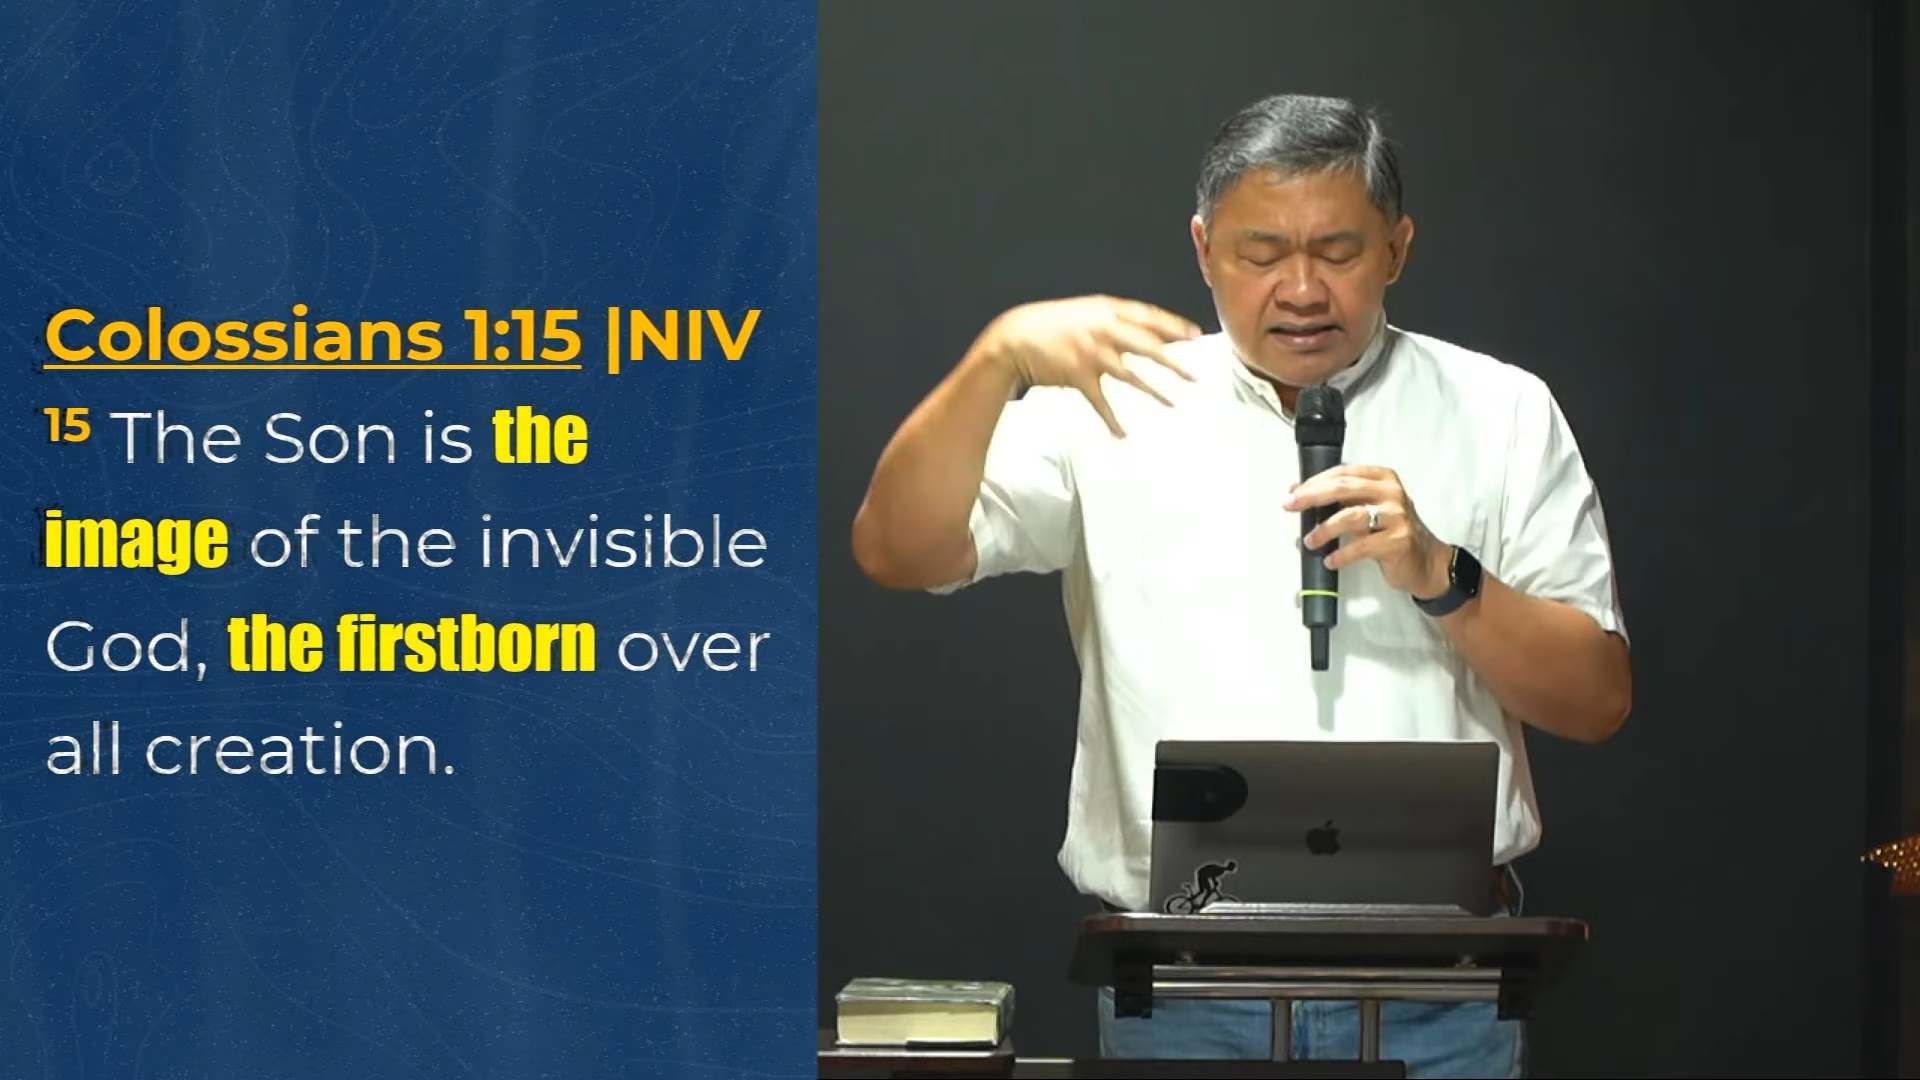 Colossians 1:15 |NIV
15 The Son is the
image of the invisible
God, the firstborn over
all creation.